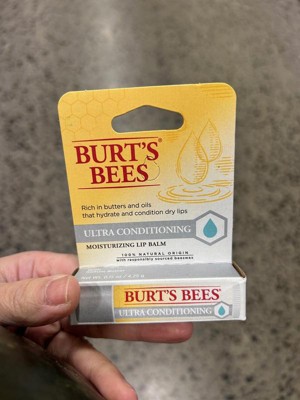 BURT'S
BEES
Rich in butters and oils
that hydrate and condition dry lips
ULTRA CONDITIONING
MOISTURIZING LIP BALM
100% NATURAL ORIGIN
with responsibly sourced beeswax
BURT'S BEES
ULTRA CONDITIONING